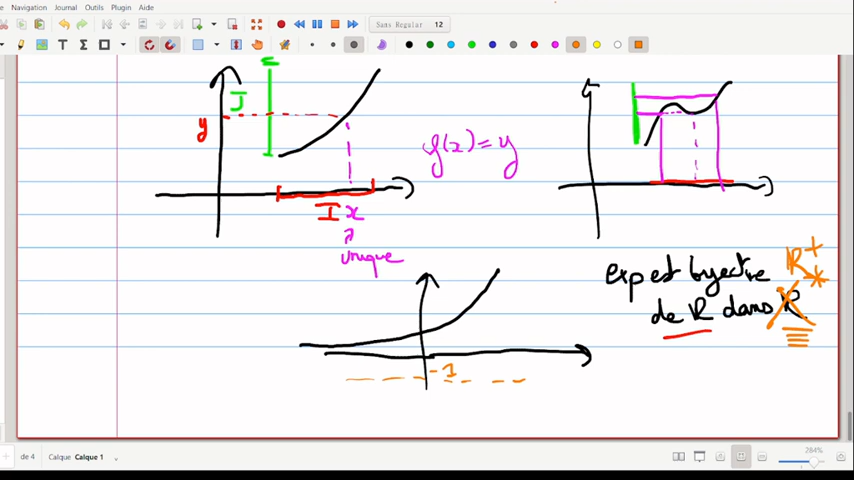 Navigation Journal Outils Plugin Aide
Sans Regular 12
J
y
f(x) = y
I x
unique
exp est bijective
de R dans R
R+*
-1
de 4 Calque Calque 1
284%